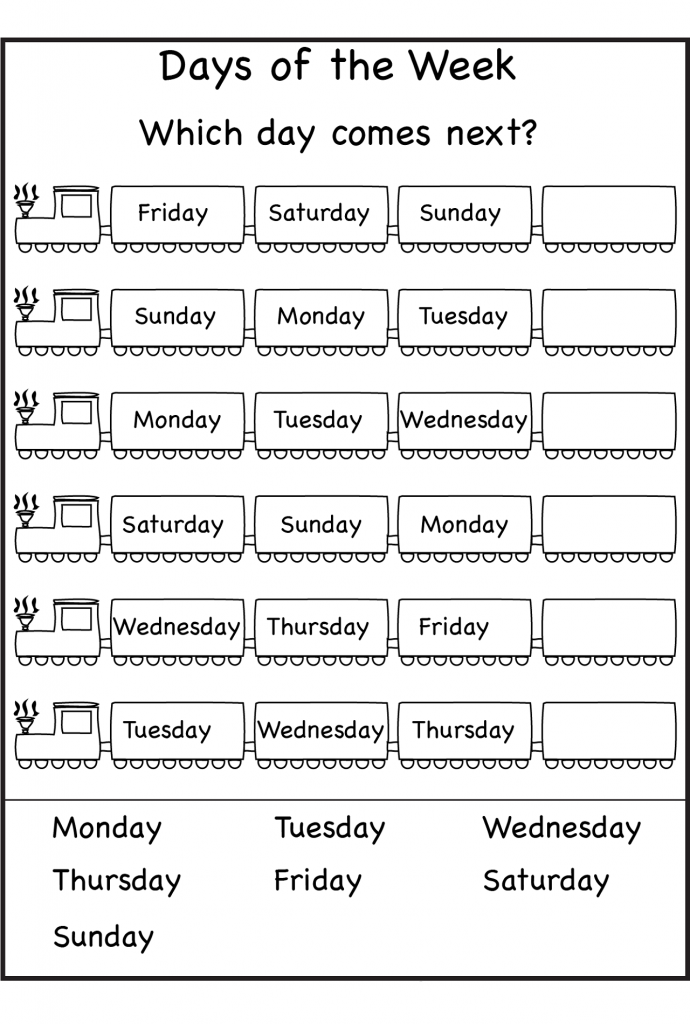 Days of the Week
Which day comes next?
Friday Saturday Sunday
Sunday Monday Tuesday
Monday Tuesday Wednesday
Saturday Sunday Monday
Wednesday Thursday Friday
Tuesday Wednesday Thursday
Monday Tuesday Wednesday
Thursday Friday Saturday
Sunday